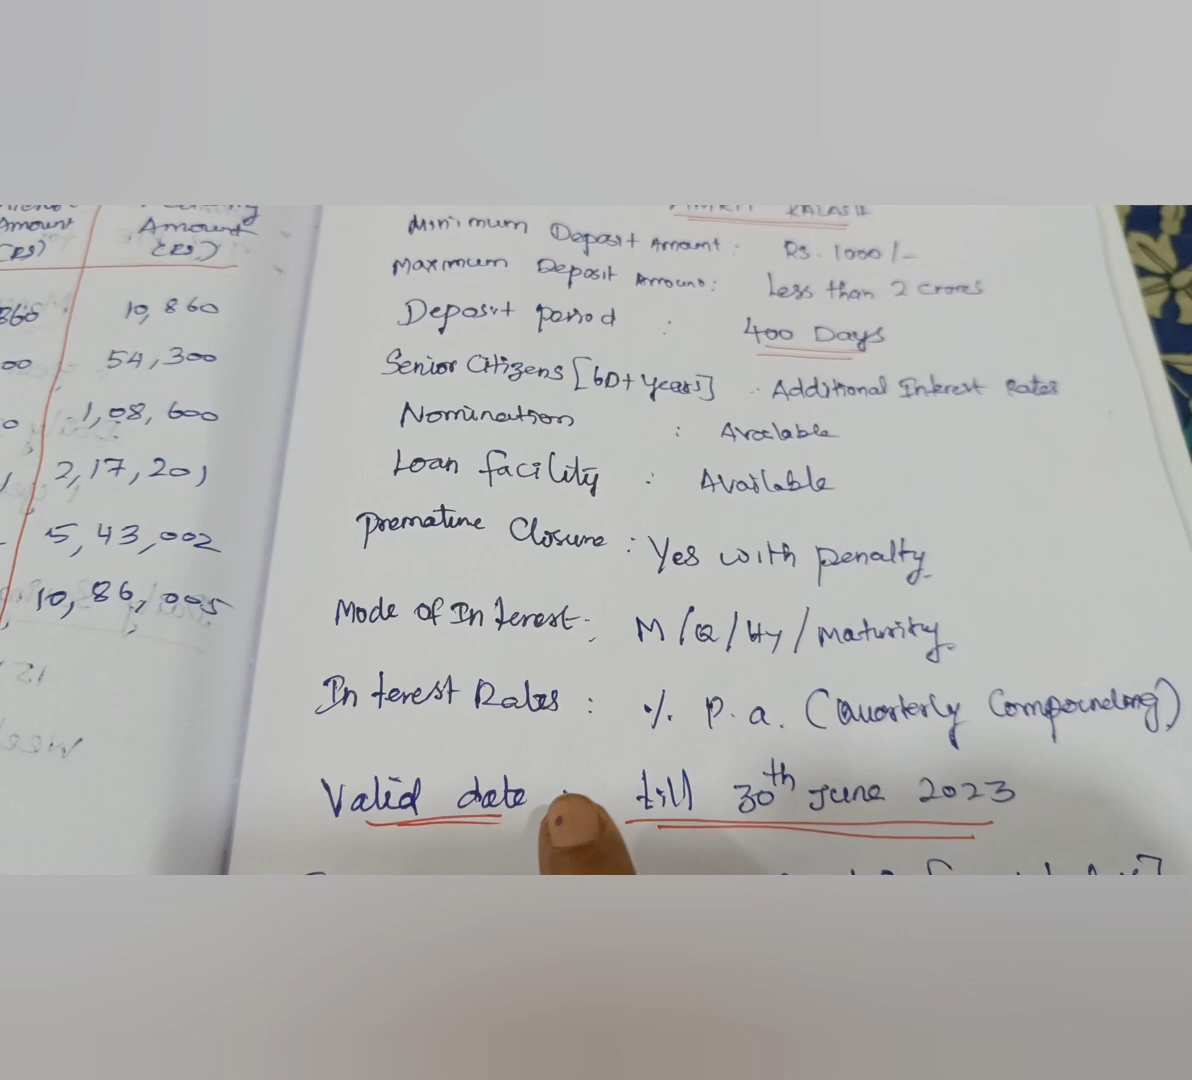 Amount Amount
(RS) (RS)
10,860
54,300
1,08,600
2,17,201
5,43,002
10,86,005
KALASH
Minimum Deposit Amount : Rs. 1000/-
Maximum Deposit Amount : Less than 2 crores
Deposit period : 400 Days
Senior Citizens [60+ years] : Additional Interest Rates
Nomination : Available
Loan facility : Available
Premature Closure : Yes with penalty
Mode of Interest : M/Q/Hy/Maturity
Interest Rates : % p.a. (Quarterly Compounding)
Valid date : till 30th June 2023